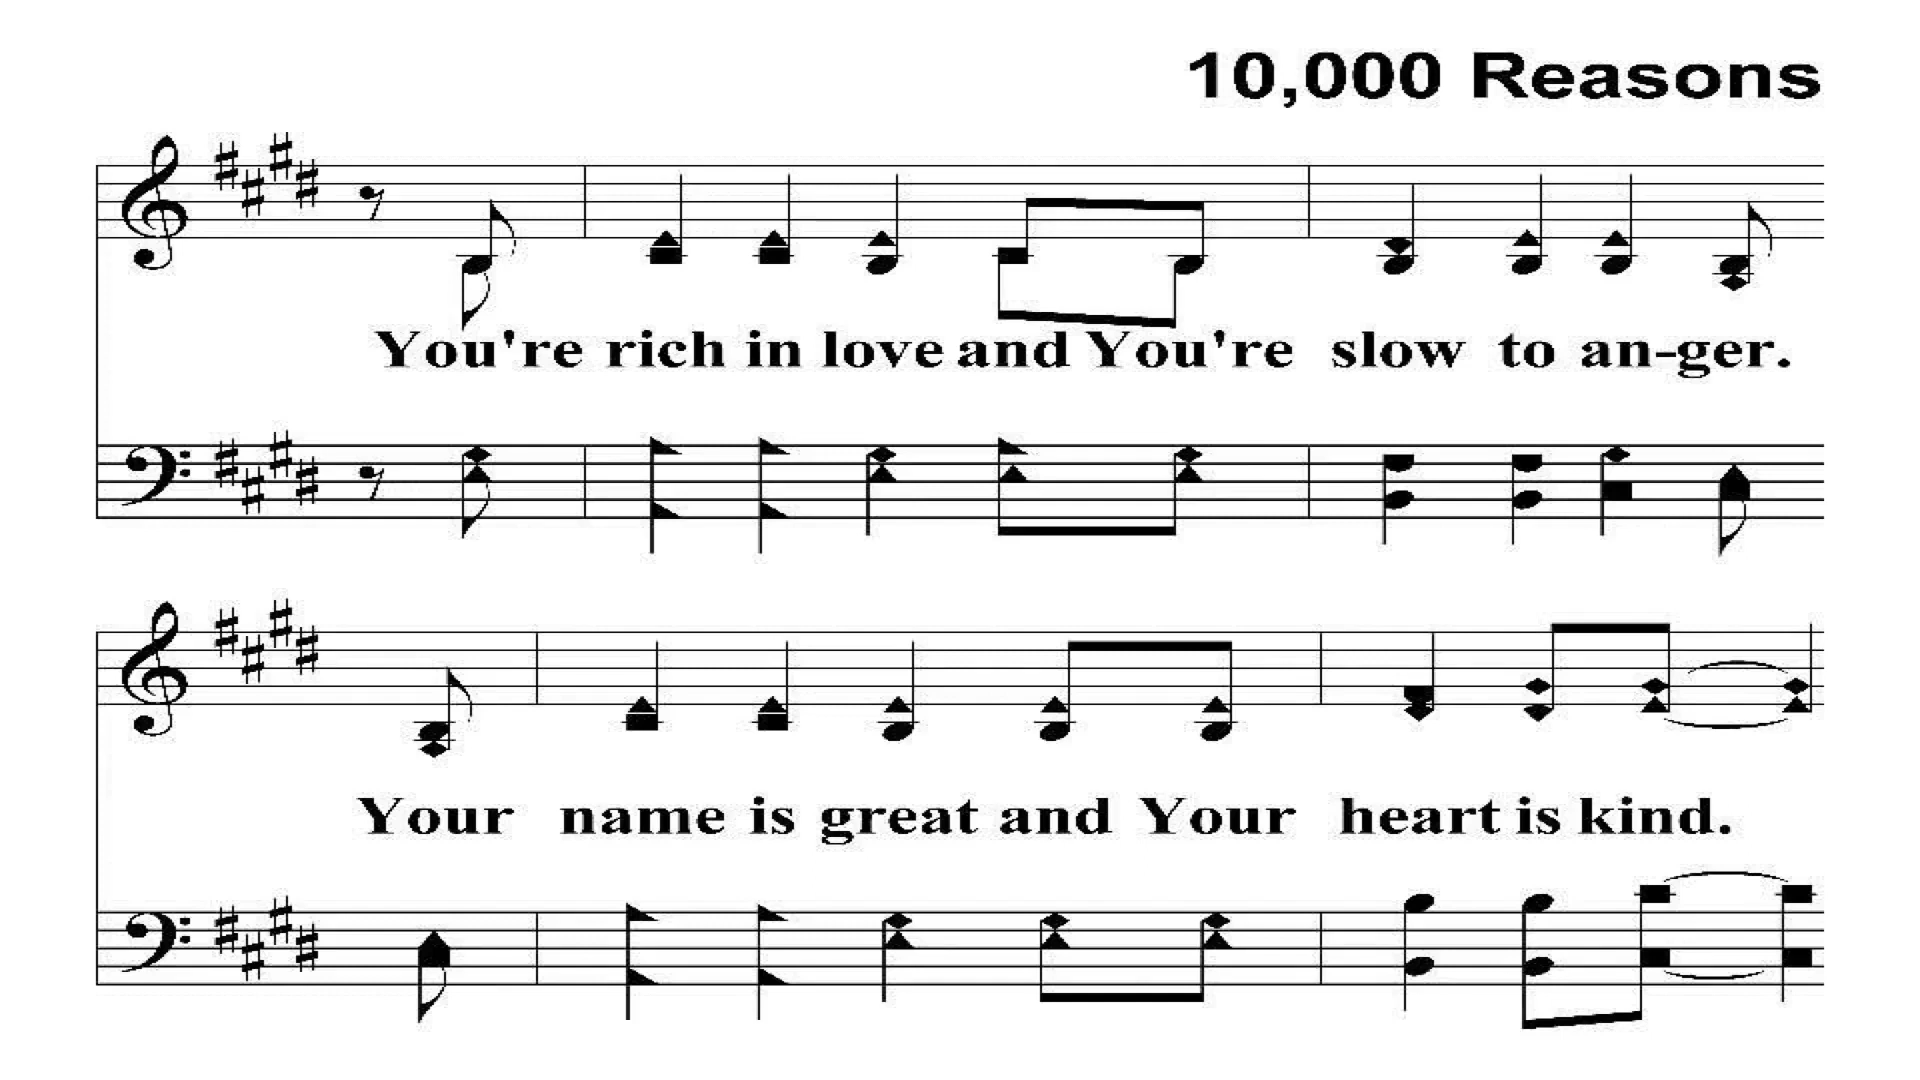 10,000 Reasons
You're rich in love and You're slow to an-ger.
Your name is great and Your heart is kind.